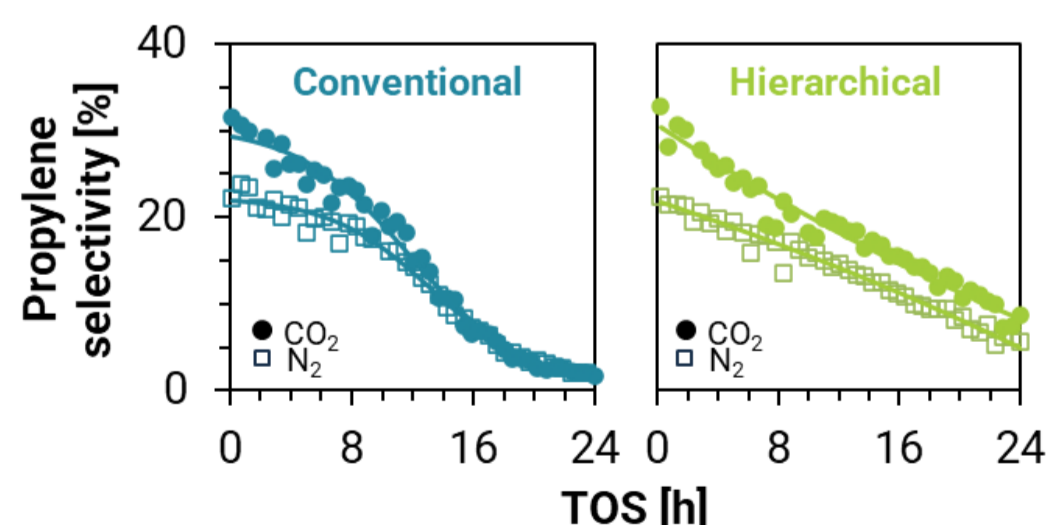 Propylene
selectivity [%]
40
20
0
Conventional
CO₂
N₂
0 8 16 24
Hierarchical
CO₂
N₂
0 8 16 24
TOS [h]